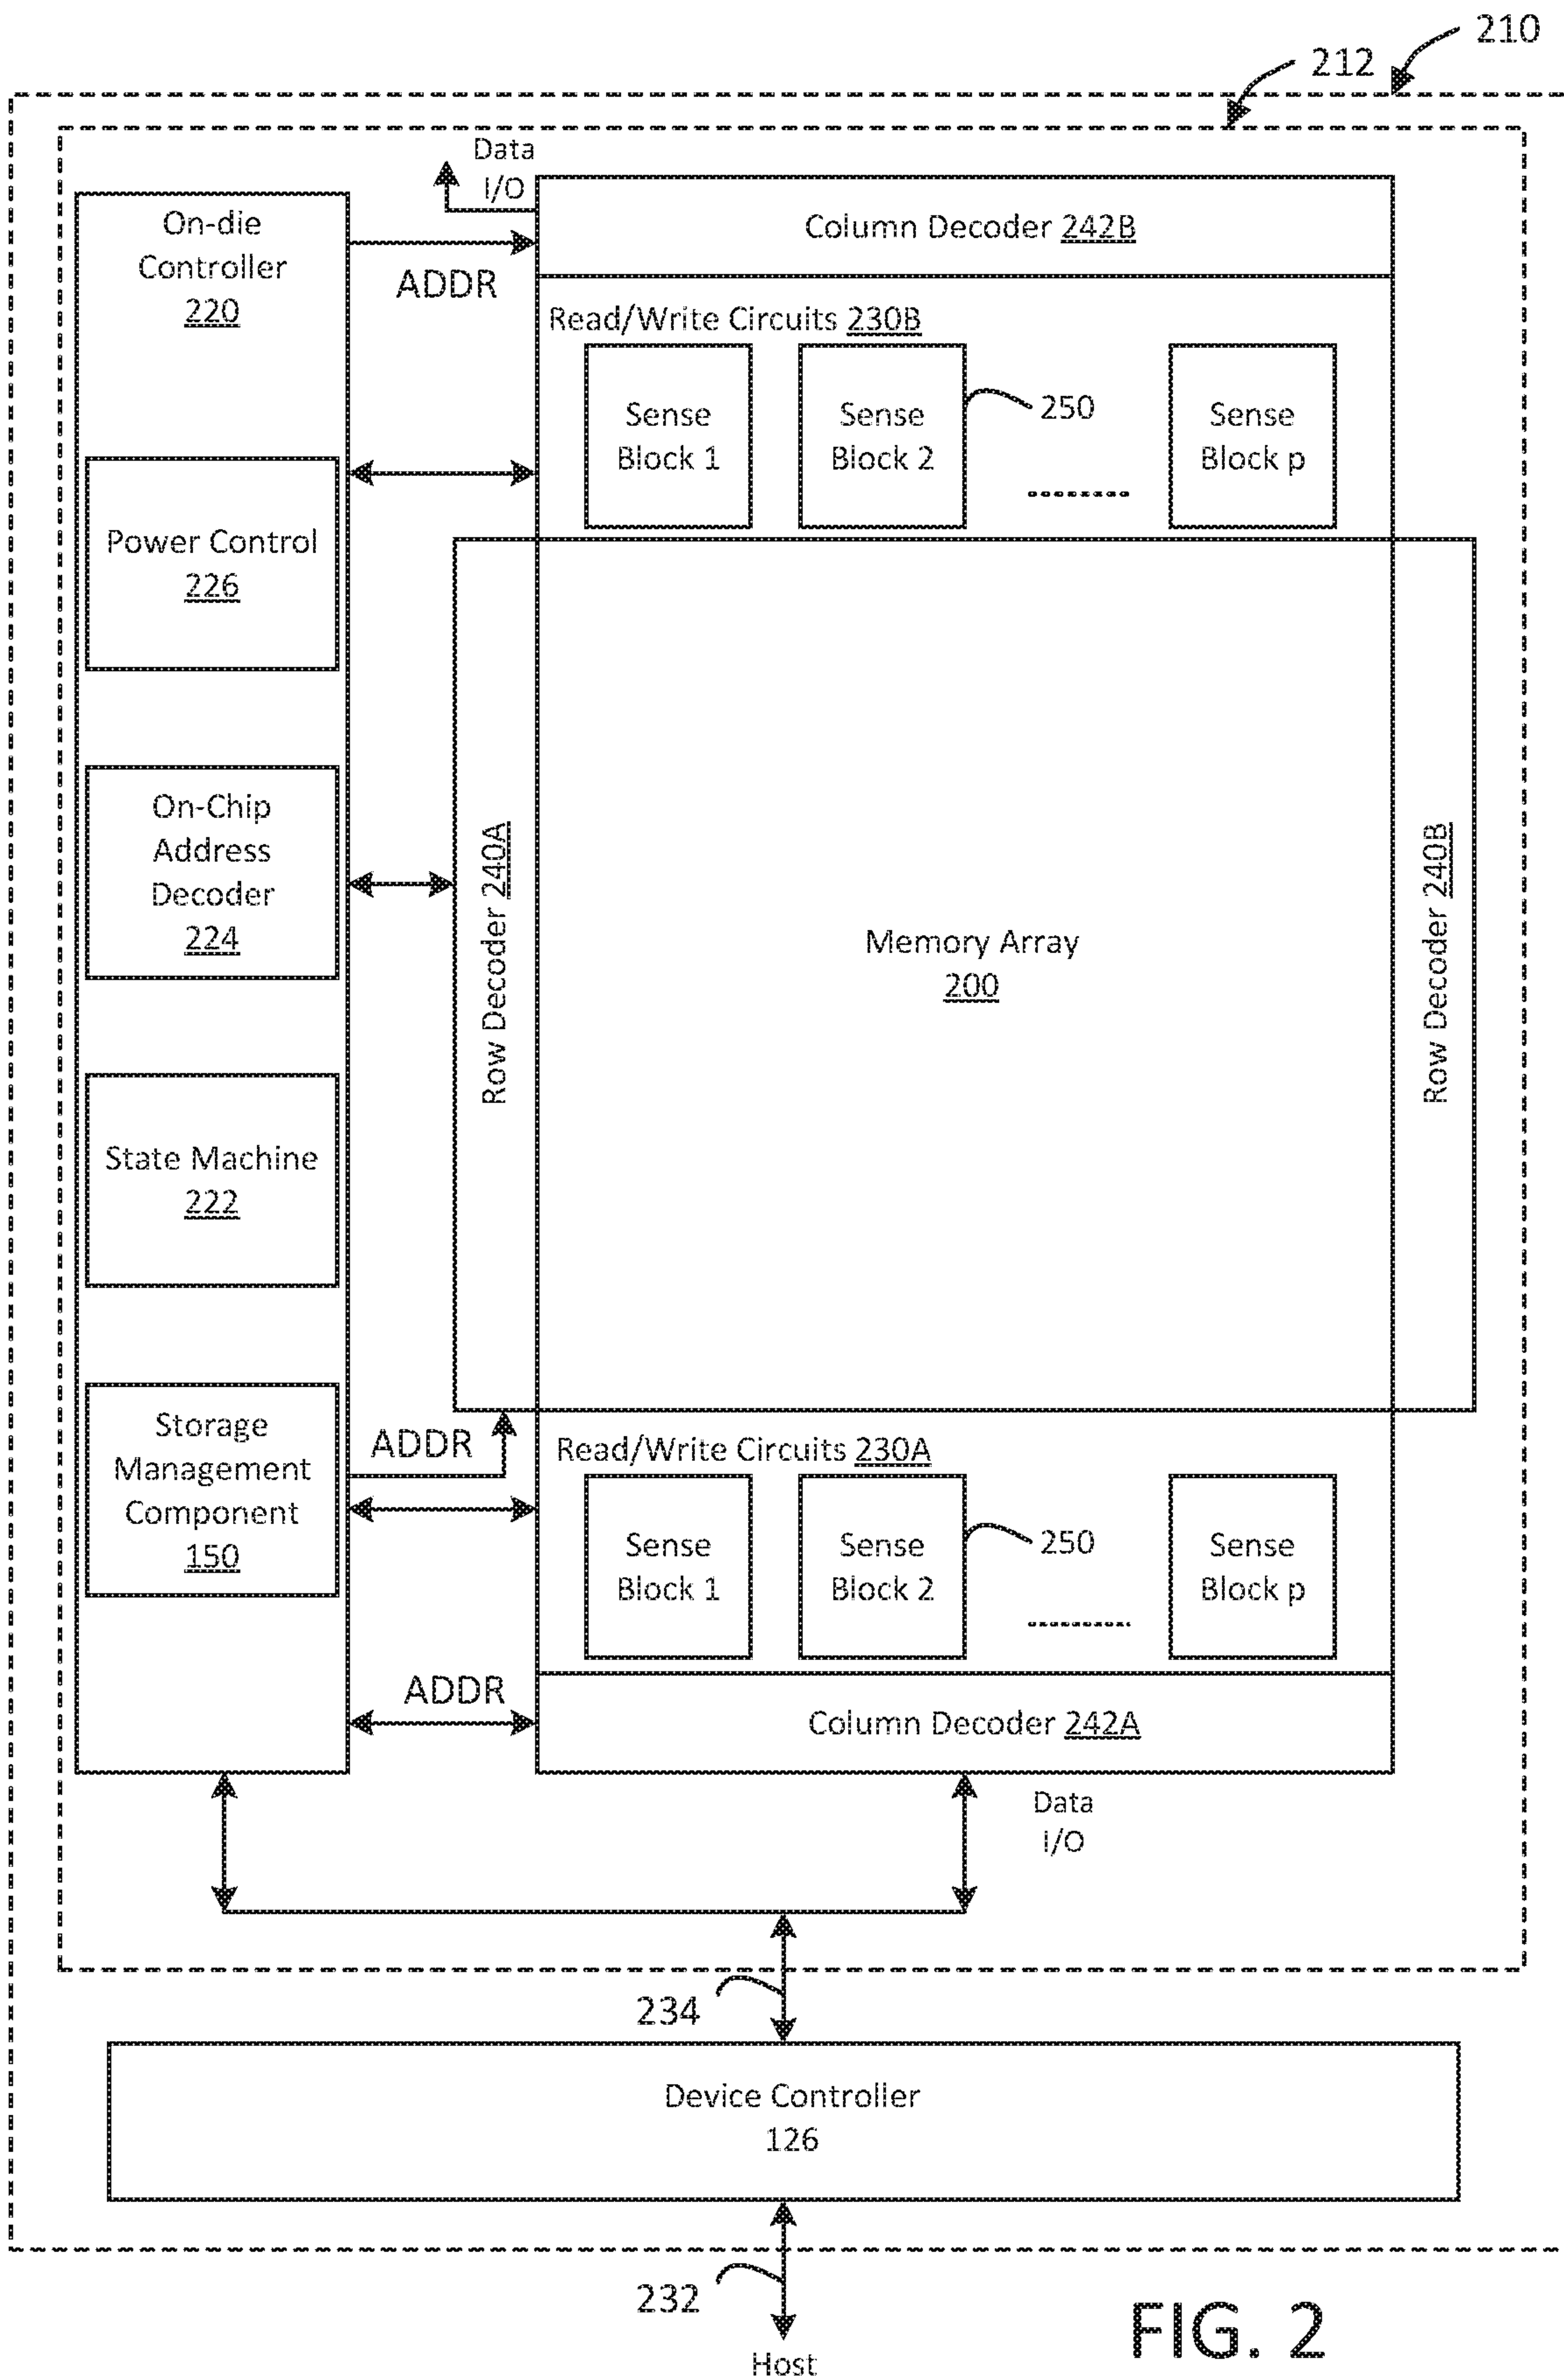 210
212
Data
I/O
On-die
Controller
220
ADDR
Column Decoder 242B
Read/Write Circuits 230B
Sense
Block 1
Sense
Block 2
250
Sense
Block p
Power Control
226
On-Chip
Address
Decoder
224
Row Decoder 240A
Memory Array
200
Row Decoder 240B
State Machine
222
Storage
Management
Component
150
ADDR
Read/Write Circuits 230A
Sense
Block 1
Sense
Block 2
250
Sense
Block p
ADDR
Column Decoder 242A
Data
I/O
234
Device Controller
126
232
Host
FIG. 2